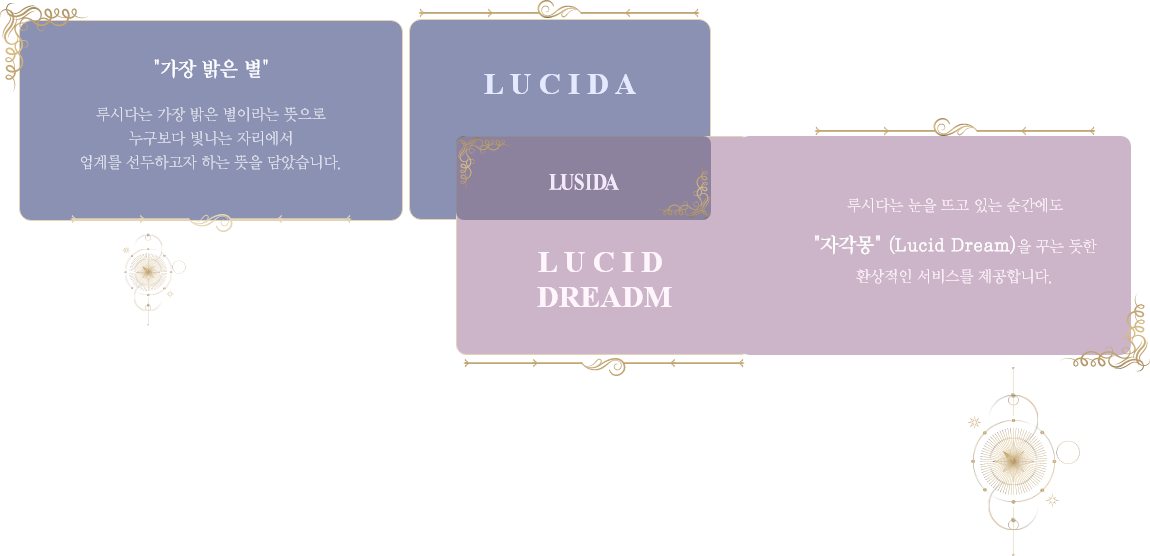 "가장 밝은 별"
루시다는 가장 밝은 별이라는 뜻으로
누구보다 빛나는 자리에서
업계를 선두하고자 하는 뜻을 담았습니다.
LUCIDA
LUSIDA
LUCID
DREADM
루시다는 눈을 뜨고 있는 순간에도
"자각몽" (Lucid Dream)을 꾸는 듯한
환상적인 서비스를 제공합니다.